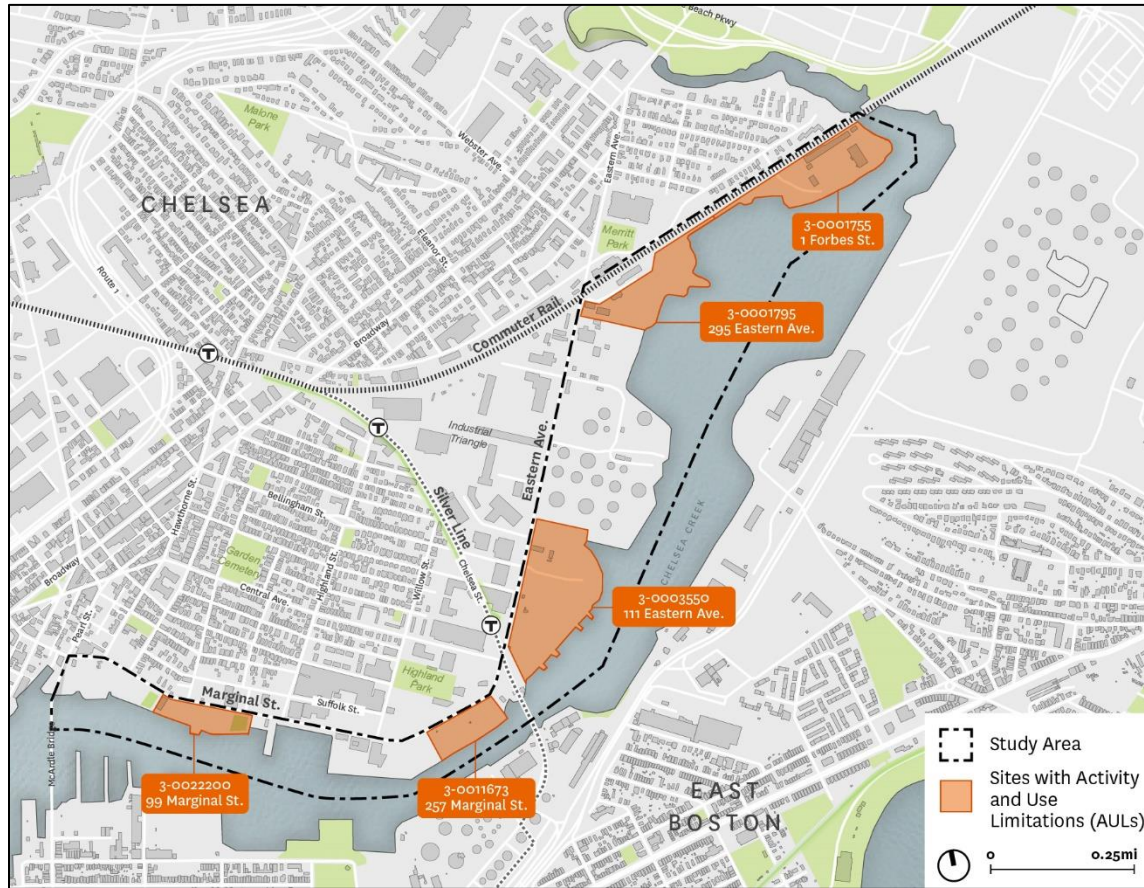 Beach Pkwy
Malone
Park
Webster Ave.
Eastern Ave.
CHELSEA
Eleanor St.
Merritt
Park
3-0001755
1 Forbes St.
Route 1
Broadway
Commuter Rail
3-0001795
295 Eastern Ave.
T
T
Industrial
Triangle
Eastern Ave.
Hawthorne St.
Bellingham St.
Silver Line
Garden
Cemetery
Highland St.
Willow St.
Chelsea St.
Central Ave.
CHELSEA CREEK
Broadway
Pearl St.
3-0003550
111 Eastern Ave.
T
Highland
Park
Marginal St.
Suffolk St.
McArdle Bridge
3-0022200
99 Marginal St.
3-0011673
257 Marginal St.
EAST
BOSTON
Study Area
Sites with Activity
and Use
Limitations (AULs)
0 0.25mi